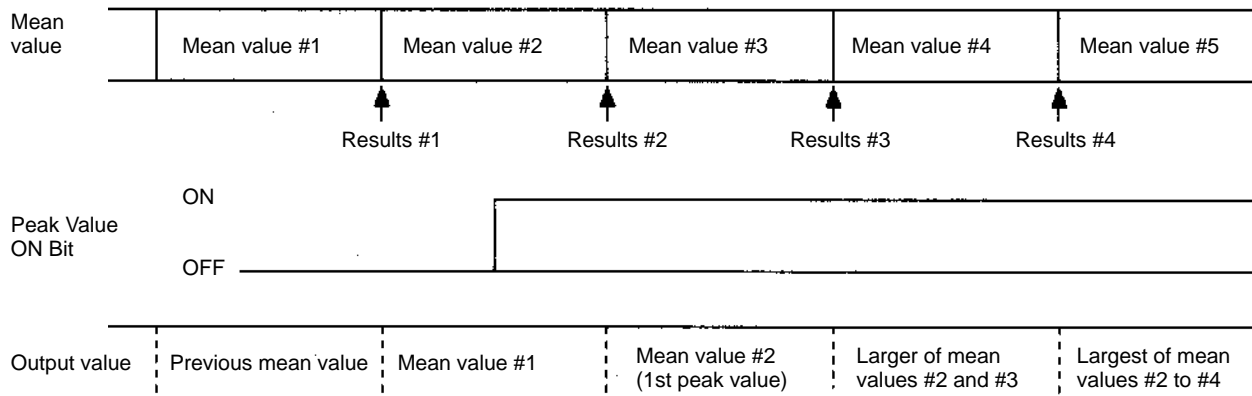 Mean
value
Mean value #1
Mean value #2
Mean value #3
Mean value #4
Mean value #5
Results #1
Results #2
Results #3
Results #4
Peak Value
ON Bit
ON
OFF
Output value
Previous mean value
Mean value #1
Mean value #2
(1st peak value)
Larger of mean
values #2 and #3
Largest of mean
values #2 to #4